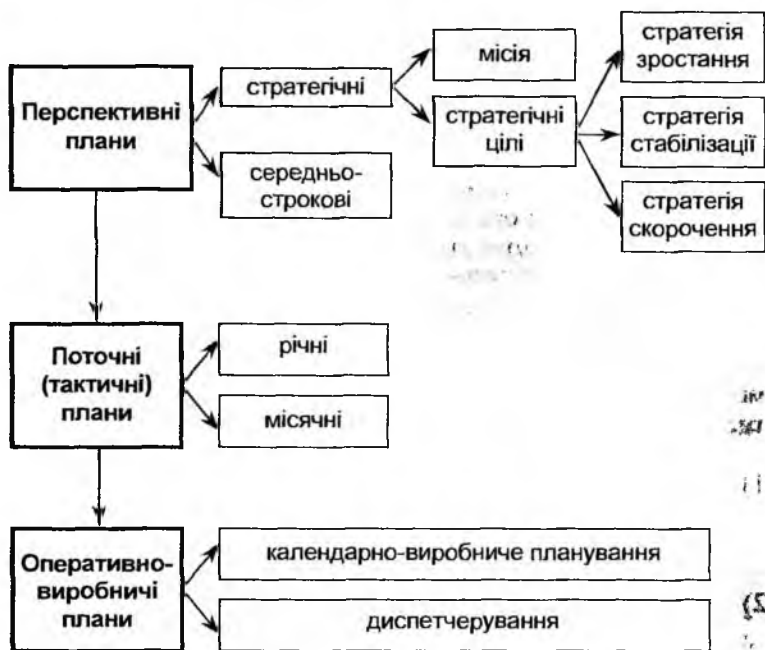 Перспективні
плани
стратегічні
середньо-
строкові
місія
стратегічні
цілі
стратегія
зростання
стратегія
стабілізації
стратегія
скорочення
Поточні
(тактичні)
плани
річні
місячні
Оперативно-
виробничі
плани
календарно-виробниче планування
диспетчерування